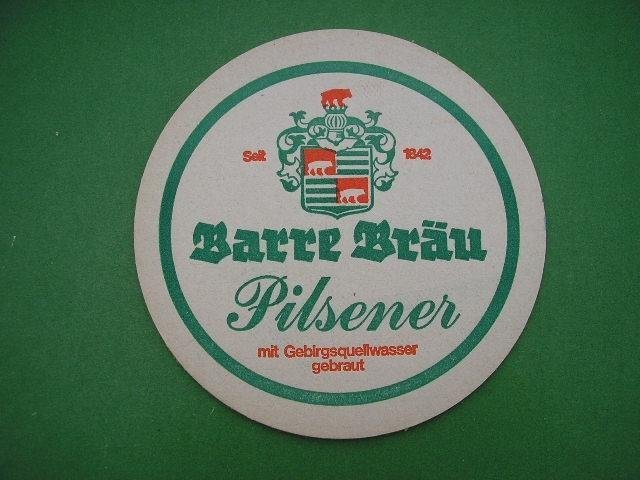 Seit 1842
Barre Bräu
Pilsener
mit Gebirgsquellwasser
gebraut